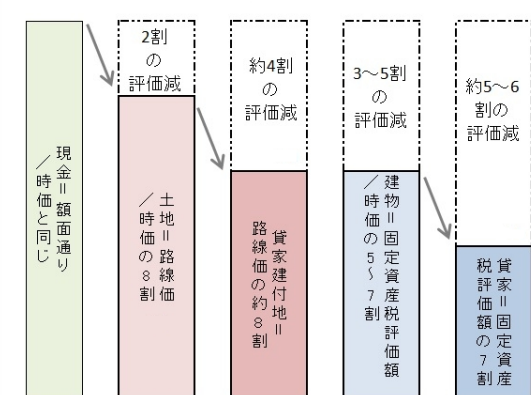 現金＝額面通り
／時価と同じ
2割
の
評価減
土地＝路線価
／時価の8割
約4割
の
評価減
貸家建付地＝
路線価の約8割
3～5割
の
評価減
建物＝固定資産税評価額
／時価の5～7割
約5～6
割の
評価減
貸家＝固定資産
税評価額の7割